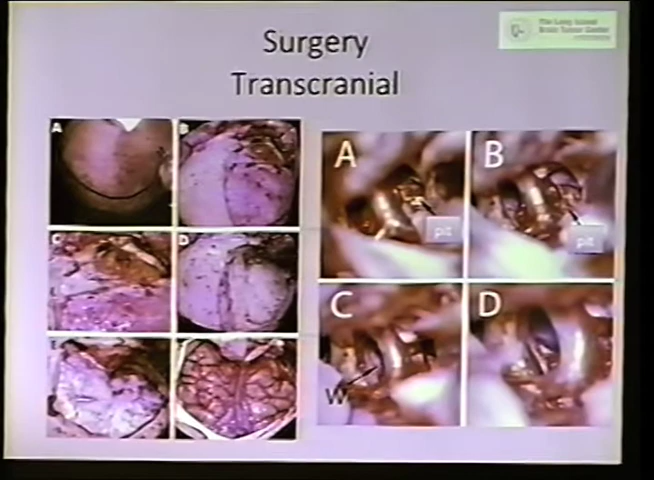 Surgery
Transcranial
The Long Island
Brain Tumor Center
A
B
C
D
E
A
B
pit
pit
C
D
W